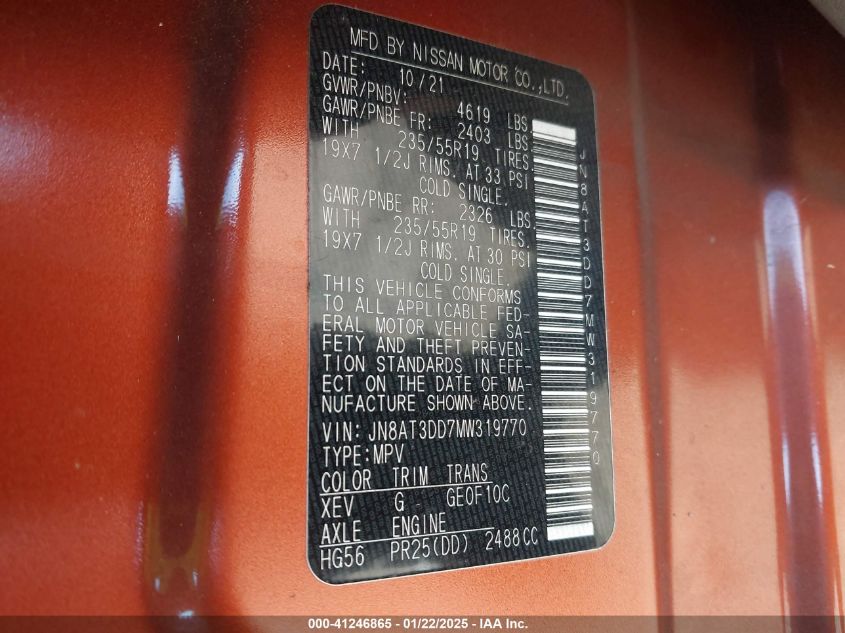 MFD BY NISSAN MOTOR CO.,LTD.
DATE: 10/21
GVWR/PNBV: 4619 LBS.
GAWR/PNBE FR: 2403 LBS
WITH 235/55R19 TIRES
19X7 1/2J RIMS. AT 33 PSI
COLD SINGLE.
GAWR/PNBE RR: 2326 LBS
WITH 235/55R19 TIRES.
19X7 1/2J RIMS. AT 30 PSI
COLD SINGLE.
THIS VEHICLE CONFORMS
TO ALL APPLICABLE FED-
ERAL MOTOR VEHICLE SA-
FETY AND THEFT PREVEN-
TION STANDARDS IN EFF-
ECT ON THE DATE OF MA-
NUFACTURE SHOWN ABOVE.
VIN: JN8AT3DD7MW319770
TYPE:MPV
COLOR TRIM TRANS
XEV G GE0F10C
AXLE ENGINE
HG56 PR25(DD) 2488CC
JN8AT3DD7MW319770
000-41246865 - 01/22/2025 - IAA Inc.